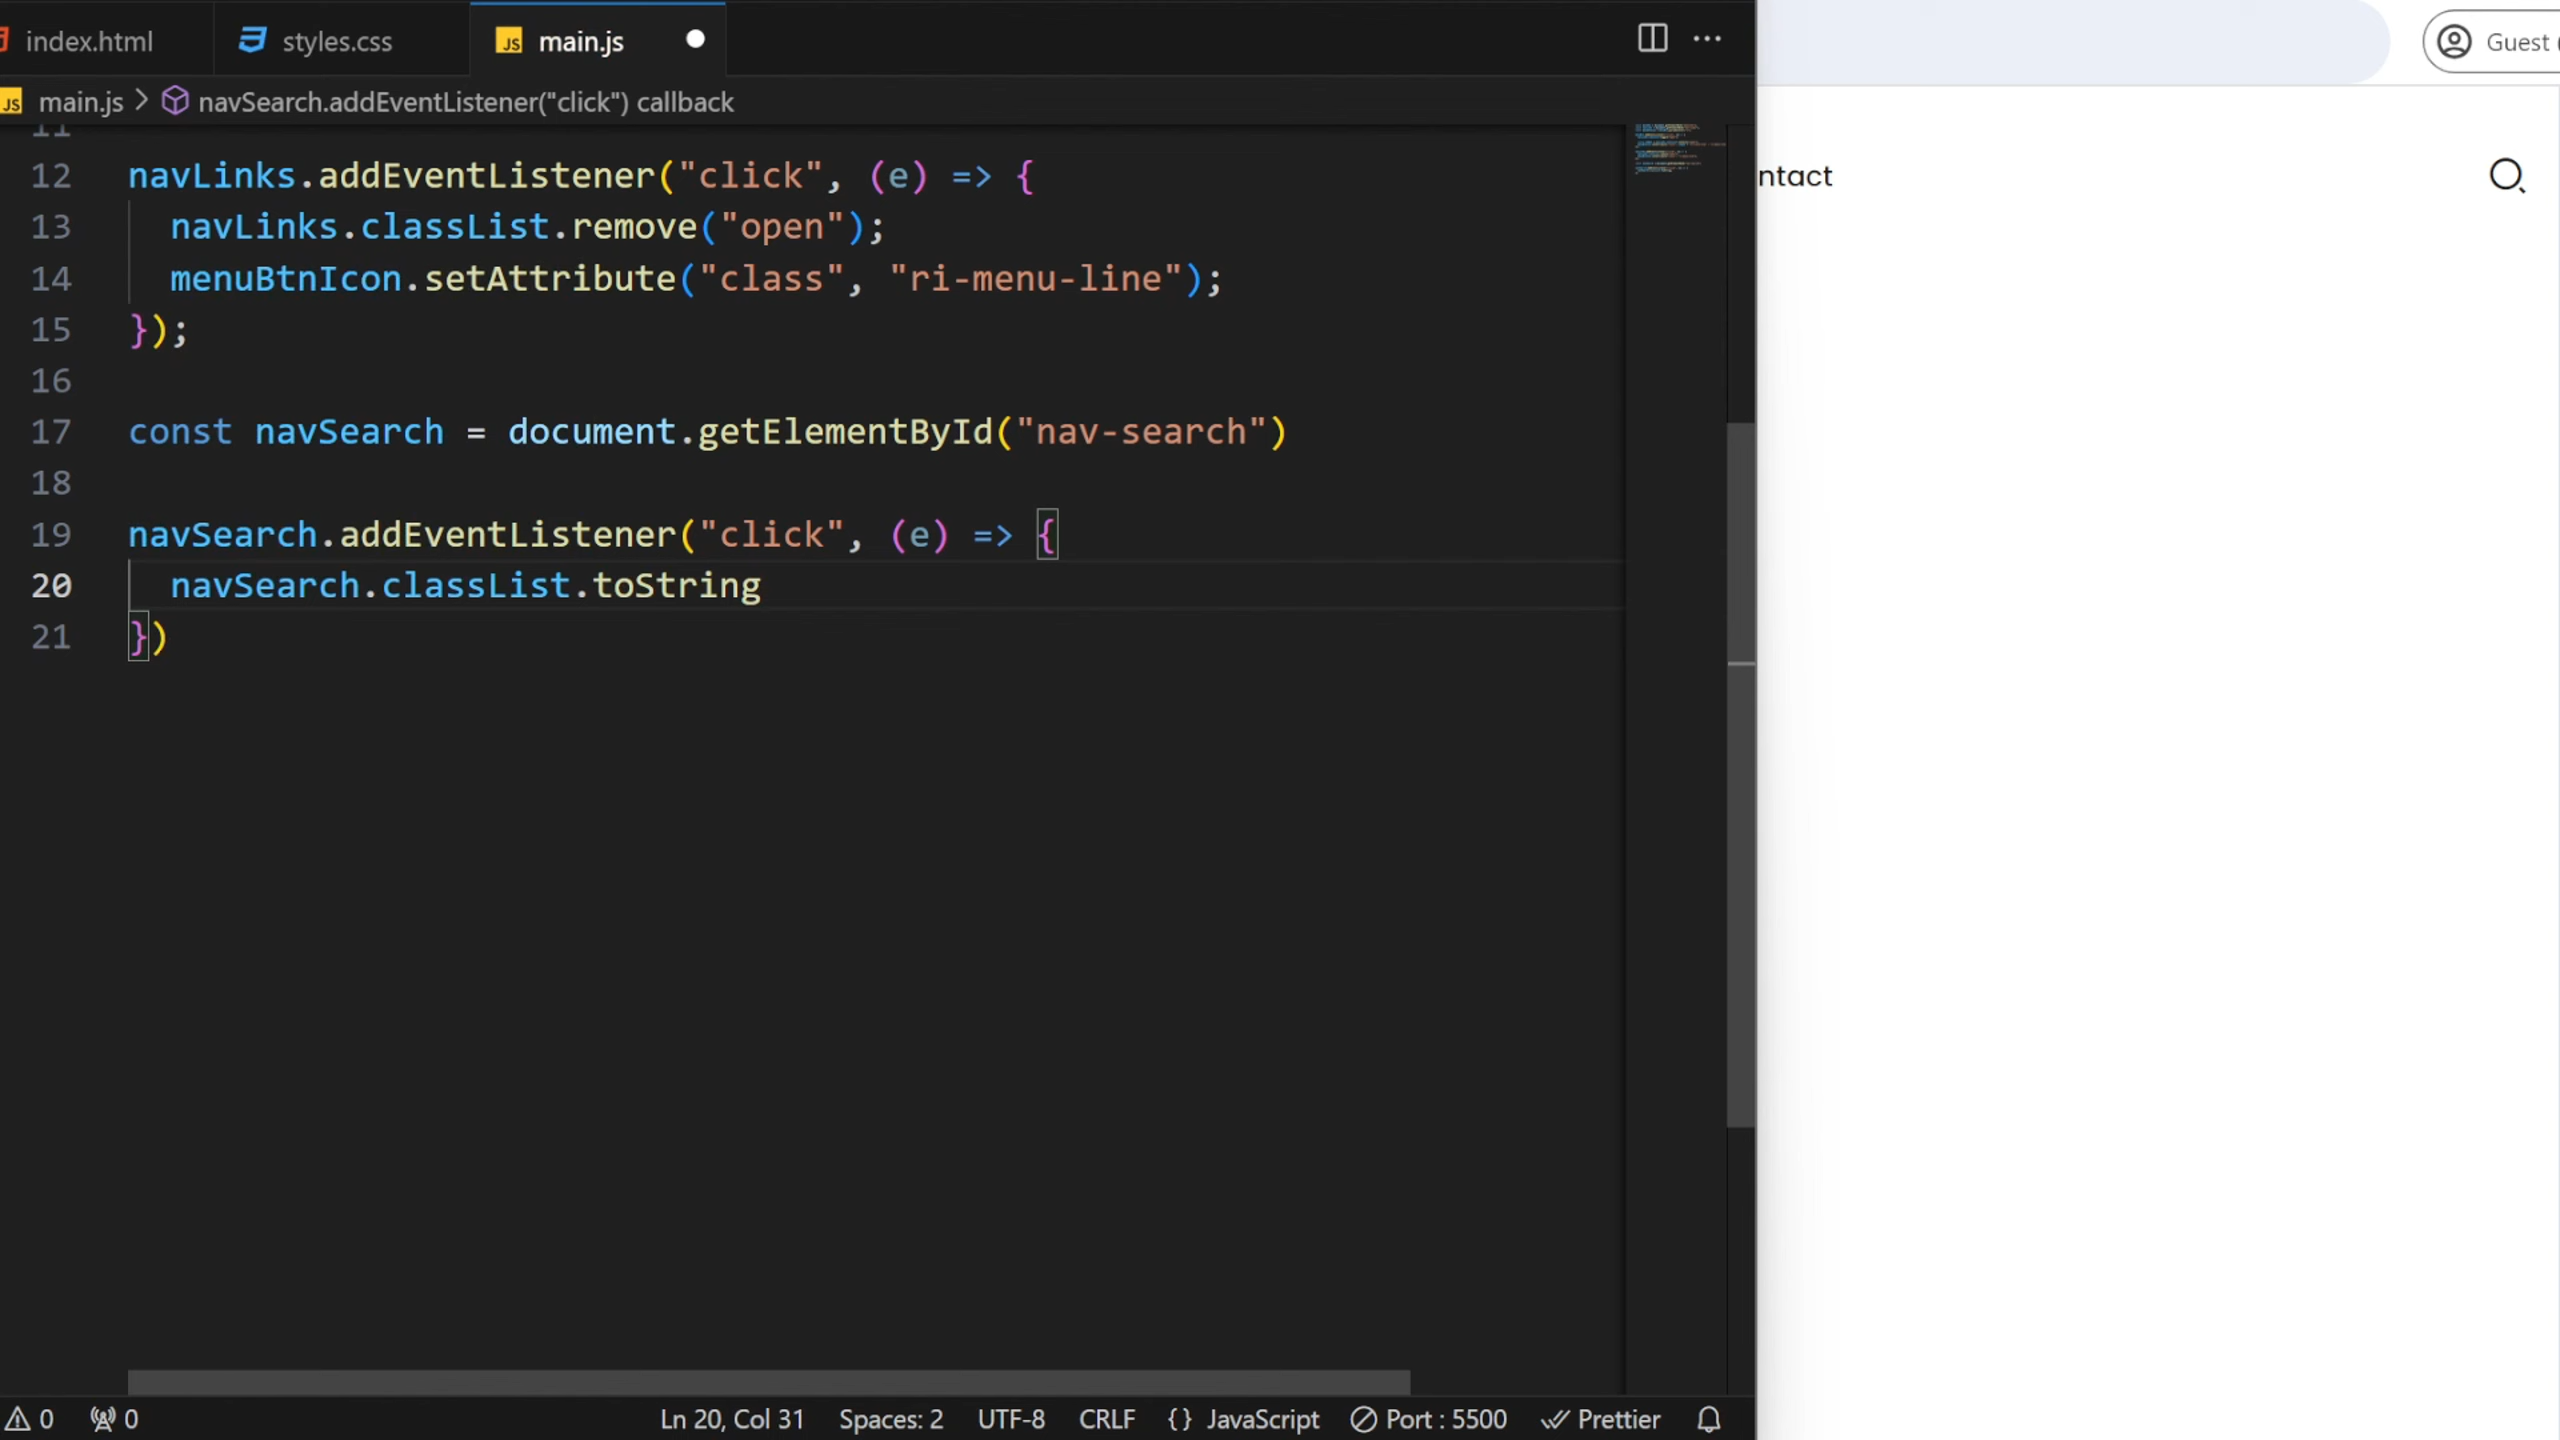 index.html
styles.css
main.js
Guest
main.js > navSearch.addEventListener("click") callback
11
12 navLinks.addEventListener("click", (e) => {
13 navLinks.classList.remove("open");
14 menuBtnIcon.setAttribute("class", "ri-menu-line");
15 });
16
17 const navSearch = document.getElementById("nav-search")
18
19 navSearch.addEventListener("click", (e) => {
20 navSearch.classList.toString
21 })
ntact
0
0
Ln 20, Col 31
Spaces: 2
UTF-8
CRLF
{} JavaScript
Port : 5500
Prettier